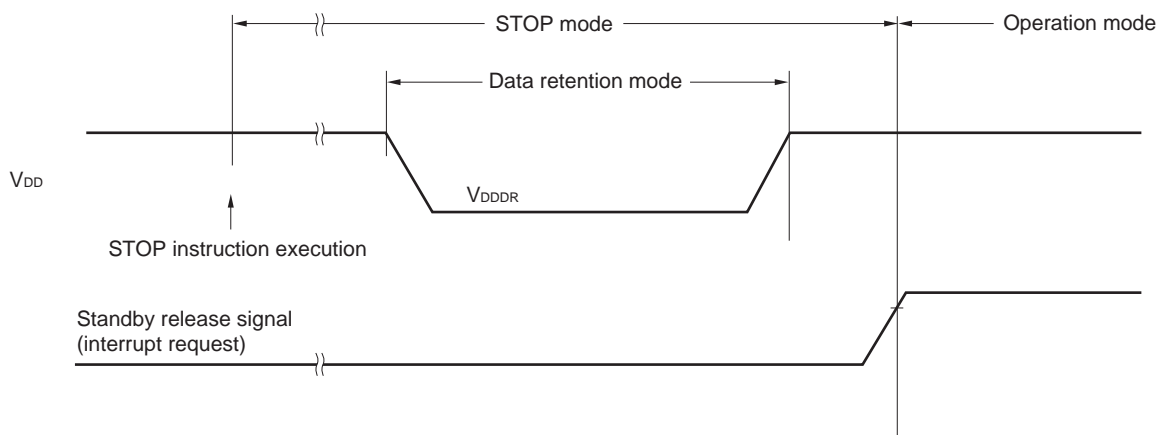 STOP mode
Operation mode
Data retention mode
VDD
VDDDR
STOP instruction execution
Standby release signal
(interrupt request)